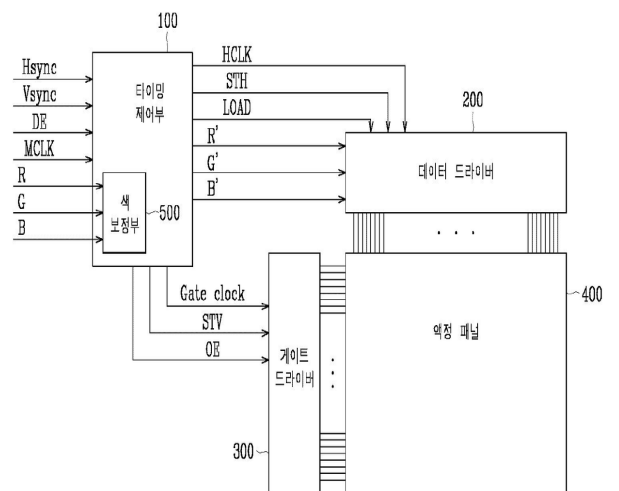 100
Hsync
Vsync
DE
MCLK
R
G
B
타이밍
제어부
색
보정부
500
HCLK
STH
LOAD
R'
G'
B'
200
데이터 드라이버
. . .
Gate clock
STV
OE
게이트
드라이버
300
액정 패널
400